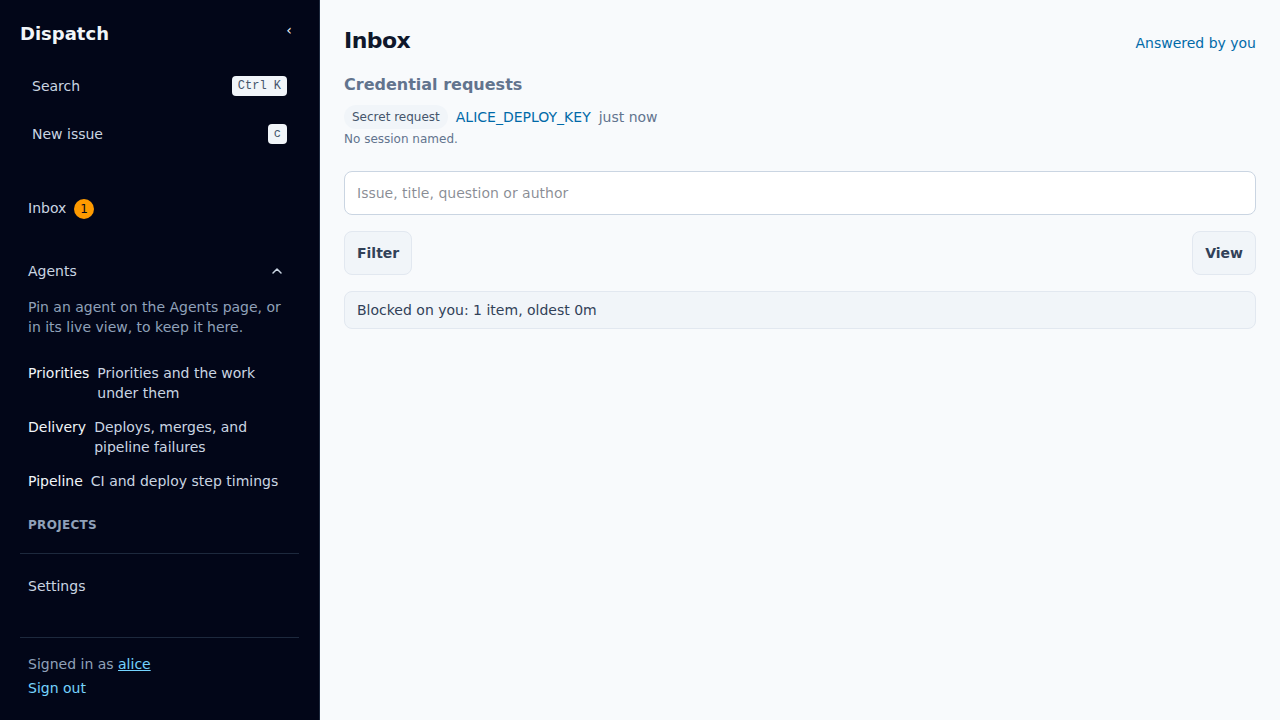 Dispatch
Search Ctrl K
New issue c
Inbox 1
Agents
Pin an agent on the Agents page, or
in its live view, to keep it here.
Priorities Priorities and the work
under them
Delivery Deploys, merges, and
pipeline failures
Pipeline CI and deploy step timings
PROJECTS
Settings
Signed in as alice
Sign out
Inbox
Answered by you
Credential requests
Secret request ALICE_DEPLOY_KEY just now
No session named.
Issue, title, question or author
Filter
View
Blocked on you: 1 item, oldest 0m